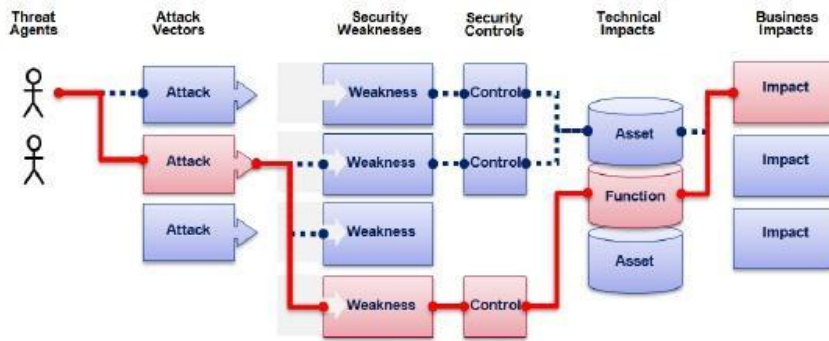 Threat Agents
Attack Vectors
Security Weaknesses
Security Controls
Technical Impacts
Business Impacts
Attack
Weakness
Control
Impact
Asset
Attack
Weakness
Control
Impact
Function
Attack
Weakness
Impact
Asset
Weakness
Control